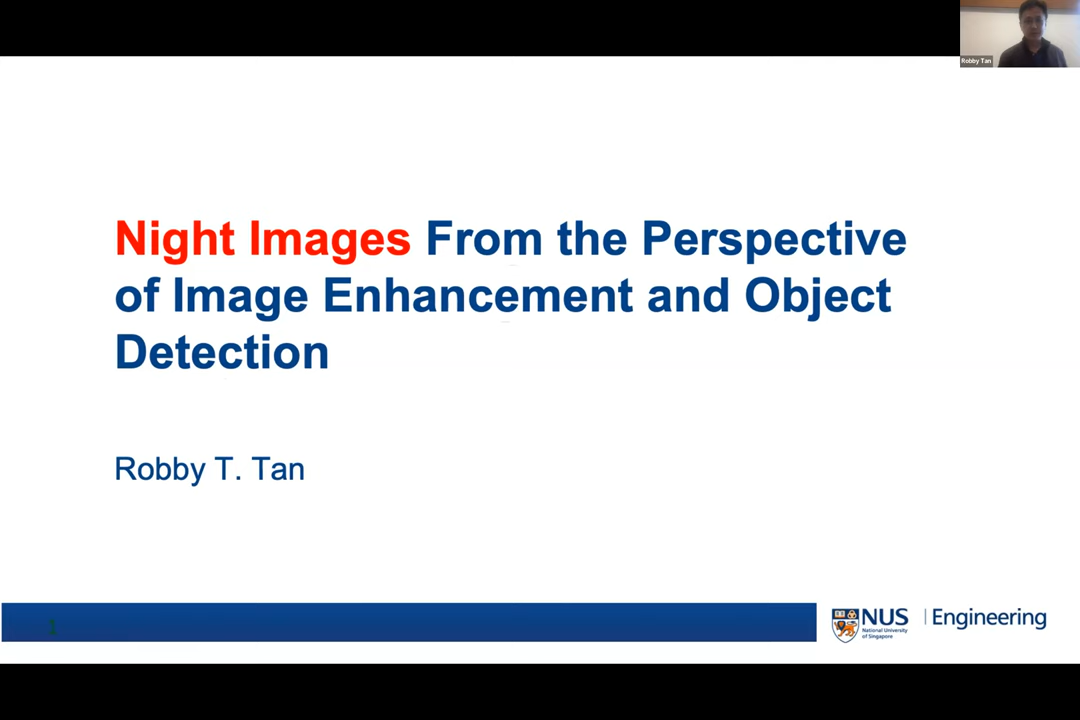 Robby Tan
Night Images From the Perspective
of Image Enhancement and Object
Detection
Robby T. Tan
1
NUS
National University
of Singapore
Engineering